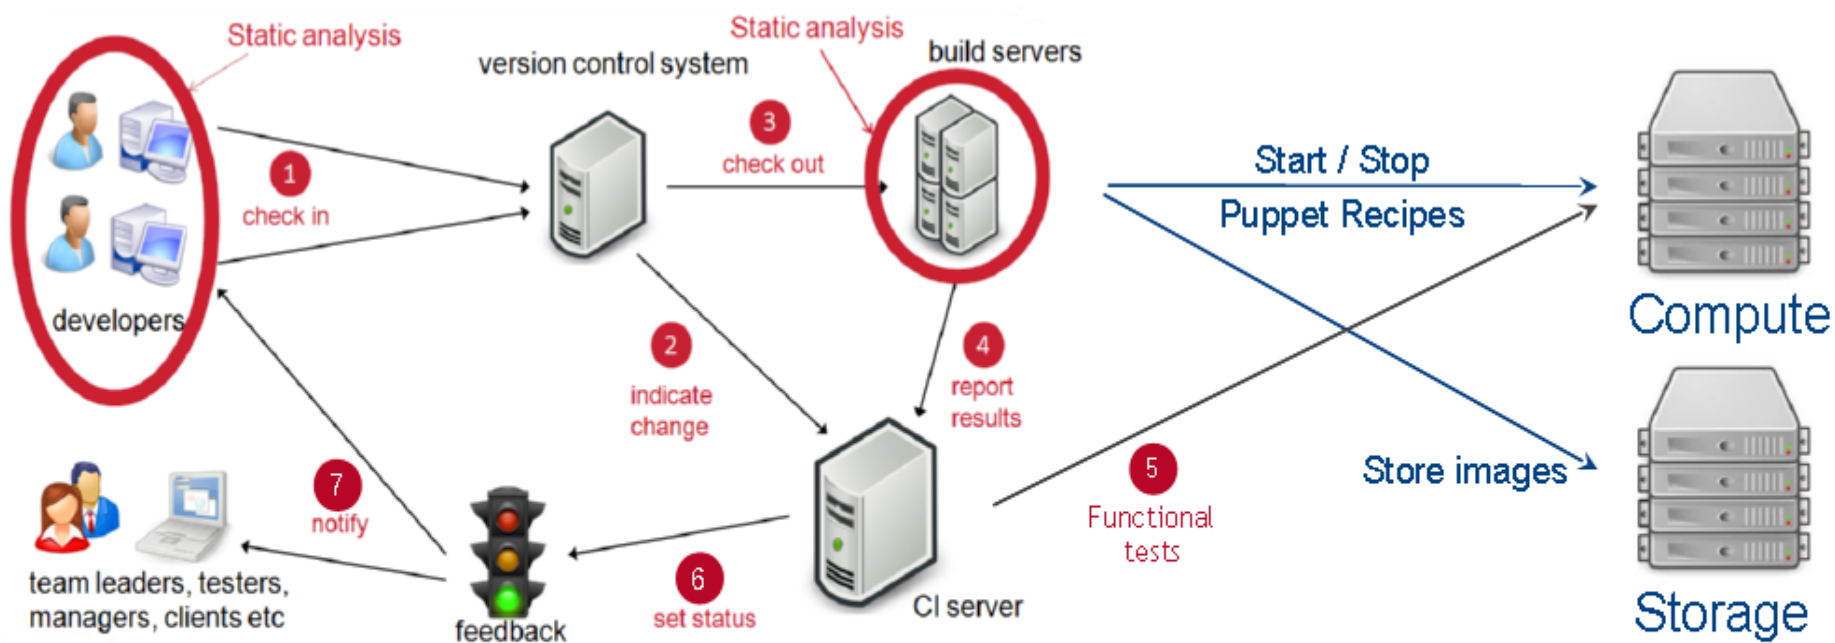 Static analysis
version control system
Static analysis
build servers
1
check in
3
check out
Start / Stop
Puppet Recipes
developers
2
indicate
change
4
report
results
Compute
7
notify
5
Functional
tests
Store images
team leaders, testers,
managers, clients etc
feedback
6
set status
CI server
Storage